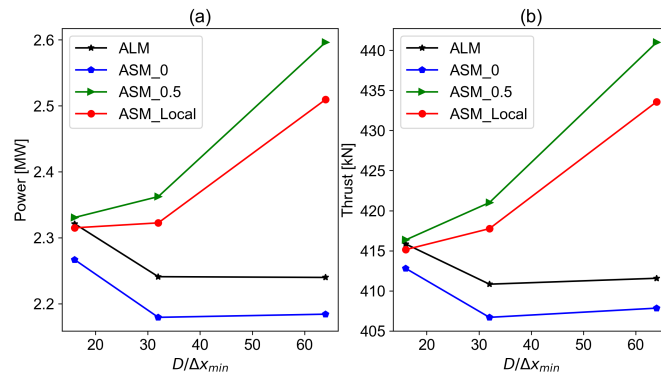 (a)
ALM
ASM_0
ASM_0.5
ASM_Local
Power [MW]
2.6
2.5
2.4
2.3
2.2
20 30 40 50 60
D/Δx_min
(b)
ALM
ASM_0
ASM_0.5
ASM_Local
Thrust [kN]
440
435
430
425
420
415
410
405
20 30 40 50 60
D/Δx_min